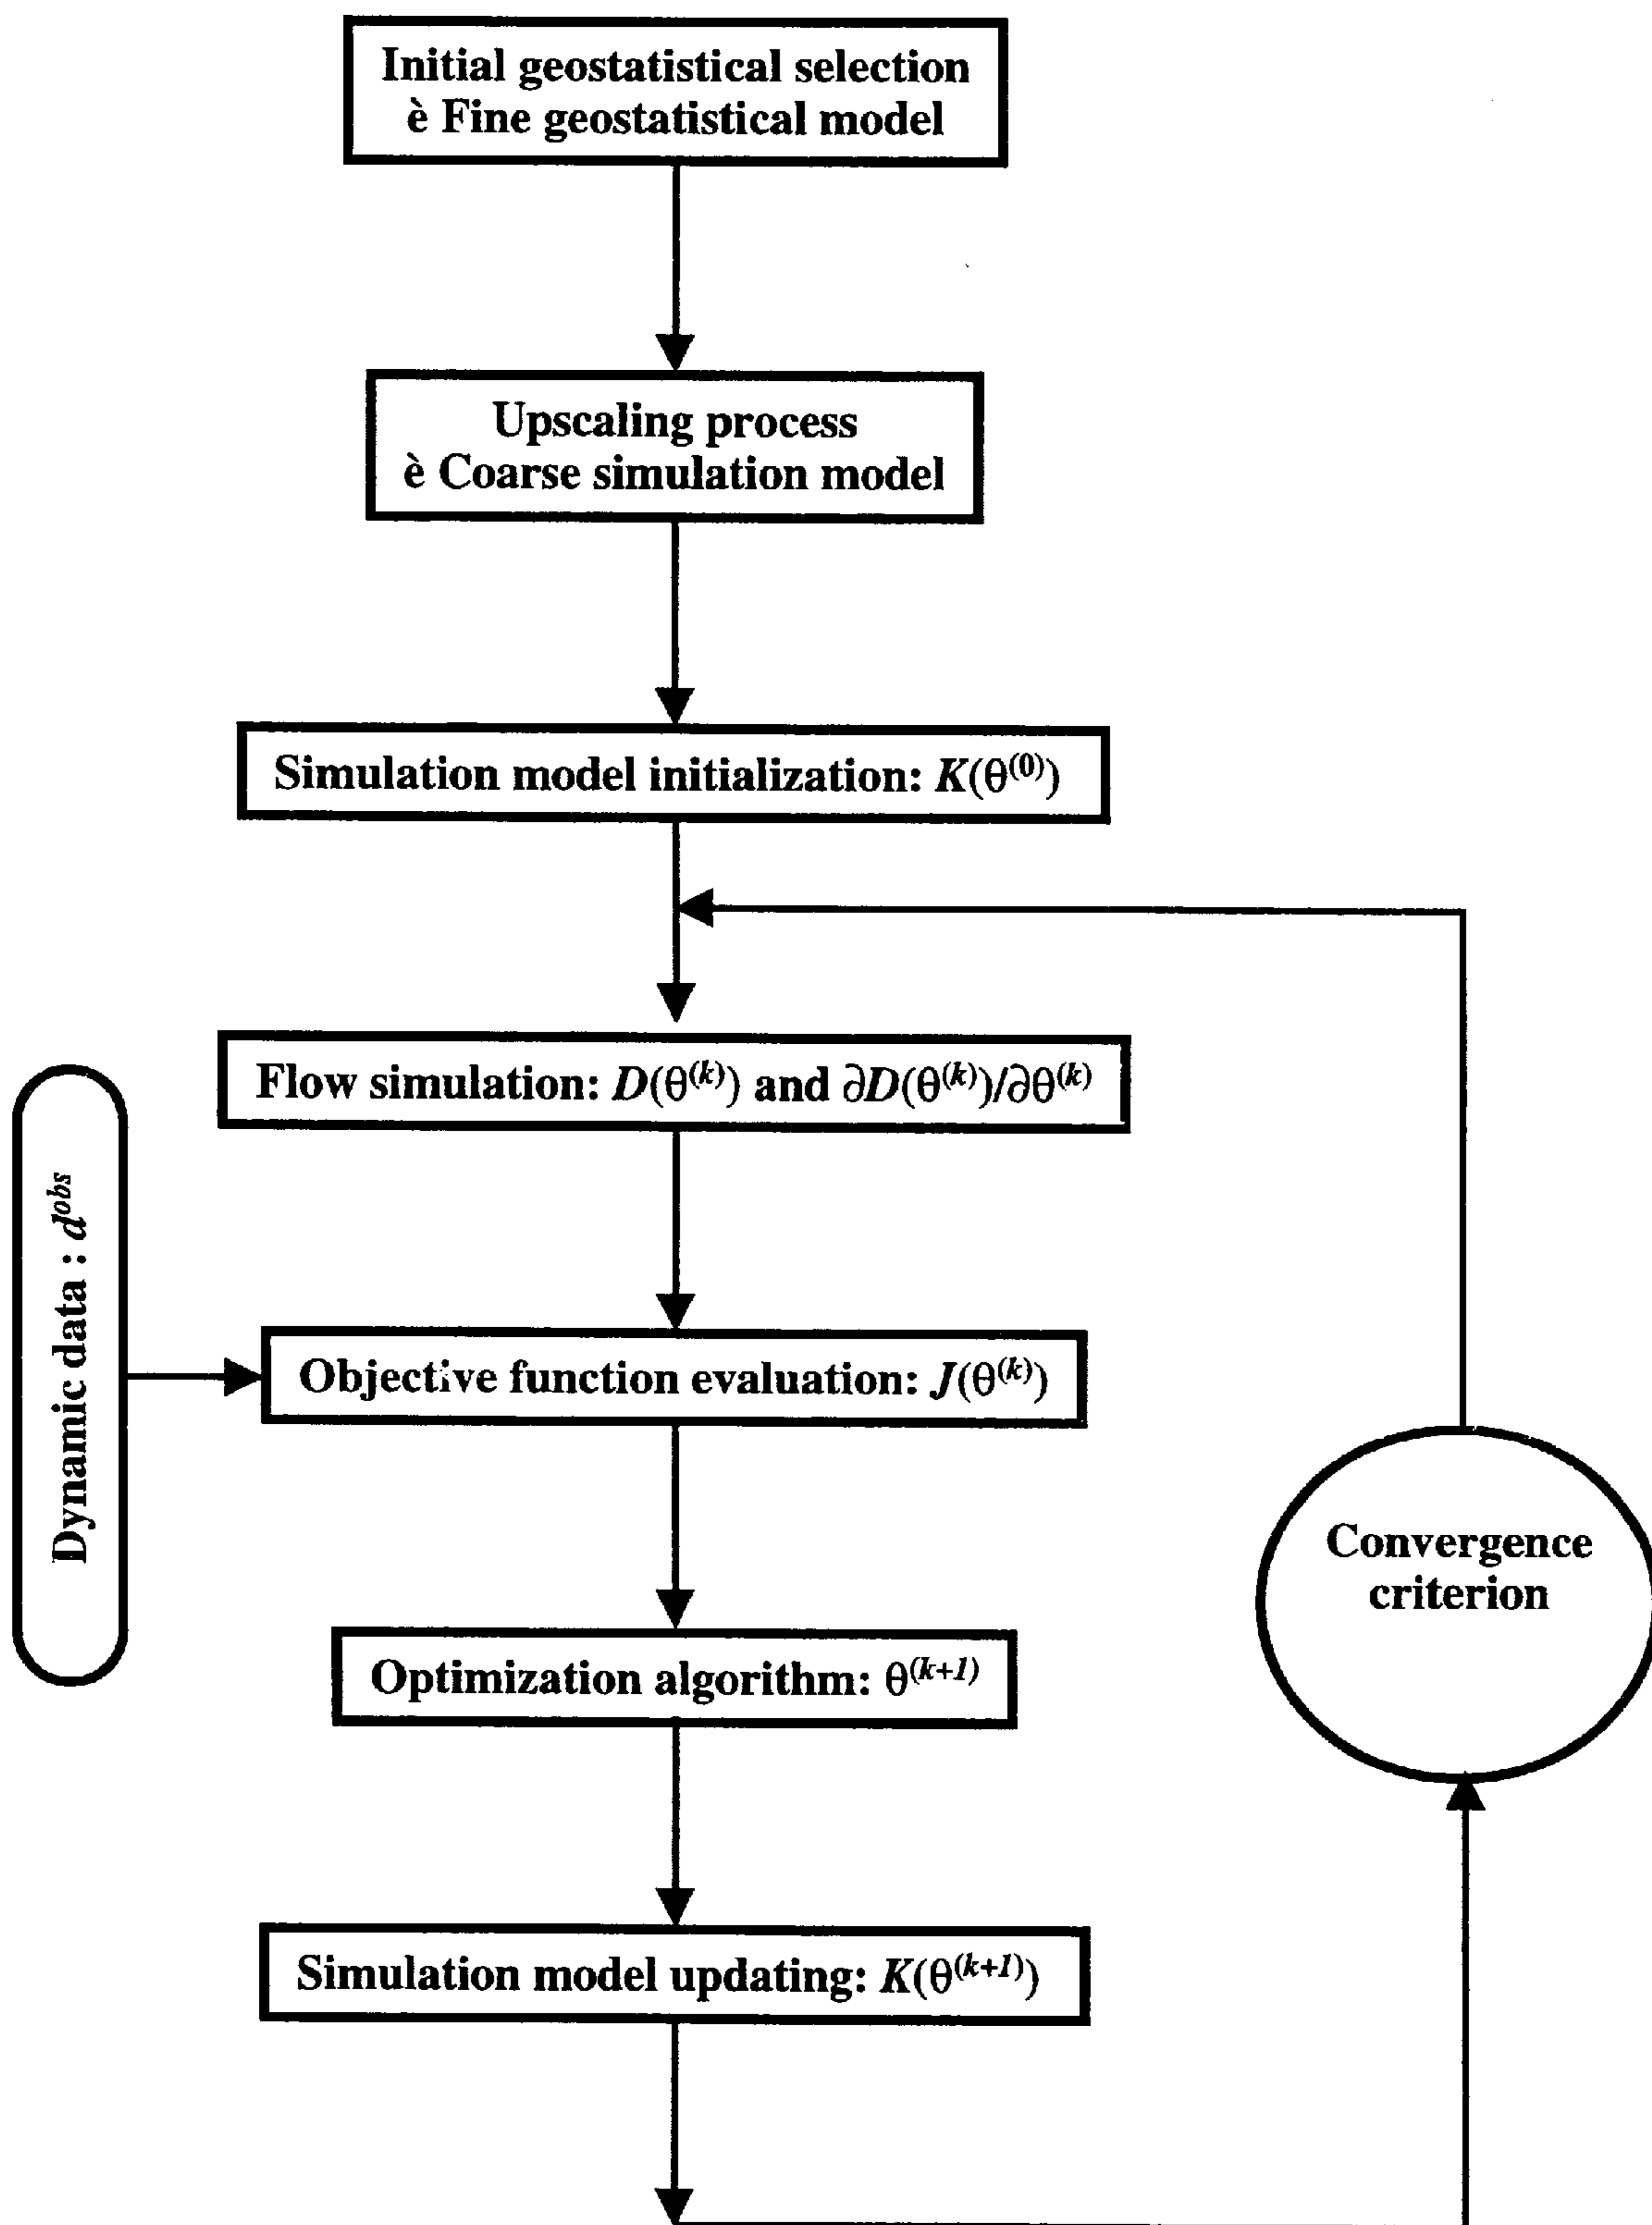 Initial geostatistical selection
è Fine geostatistical model
Upscaling process
è Coarse simulation model
Simulation model initialization: K(θ⁽⁰⁾)
Flow simulation: D(θ⁽ᵏ⁾) and ∂D(θ⁽ᵏ⁾)/∂θ⁽ᵏ⁾
Dynamic data : dᵒᵇˢ
Objective function evaluation: J(θ⁽ᵏ⁾)
Convergence
criterion
Optimization algorithm: θ⁽ᵏ⁺¹⁾
Simulation model updating: K(θ⁽ᵏ⁺¹⁾)